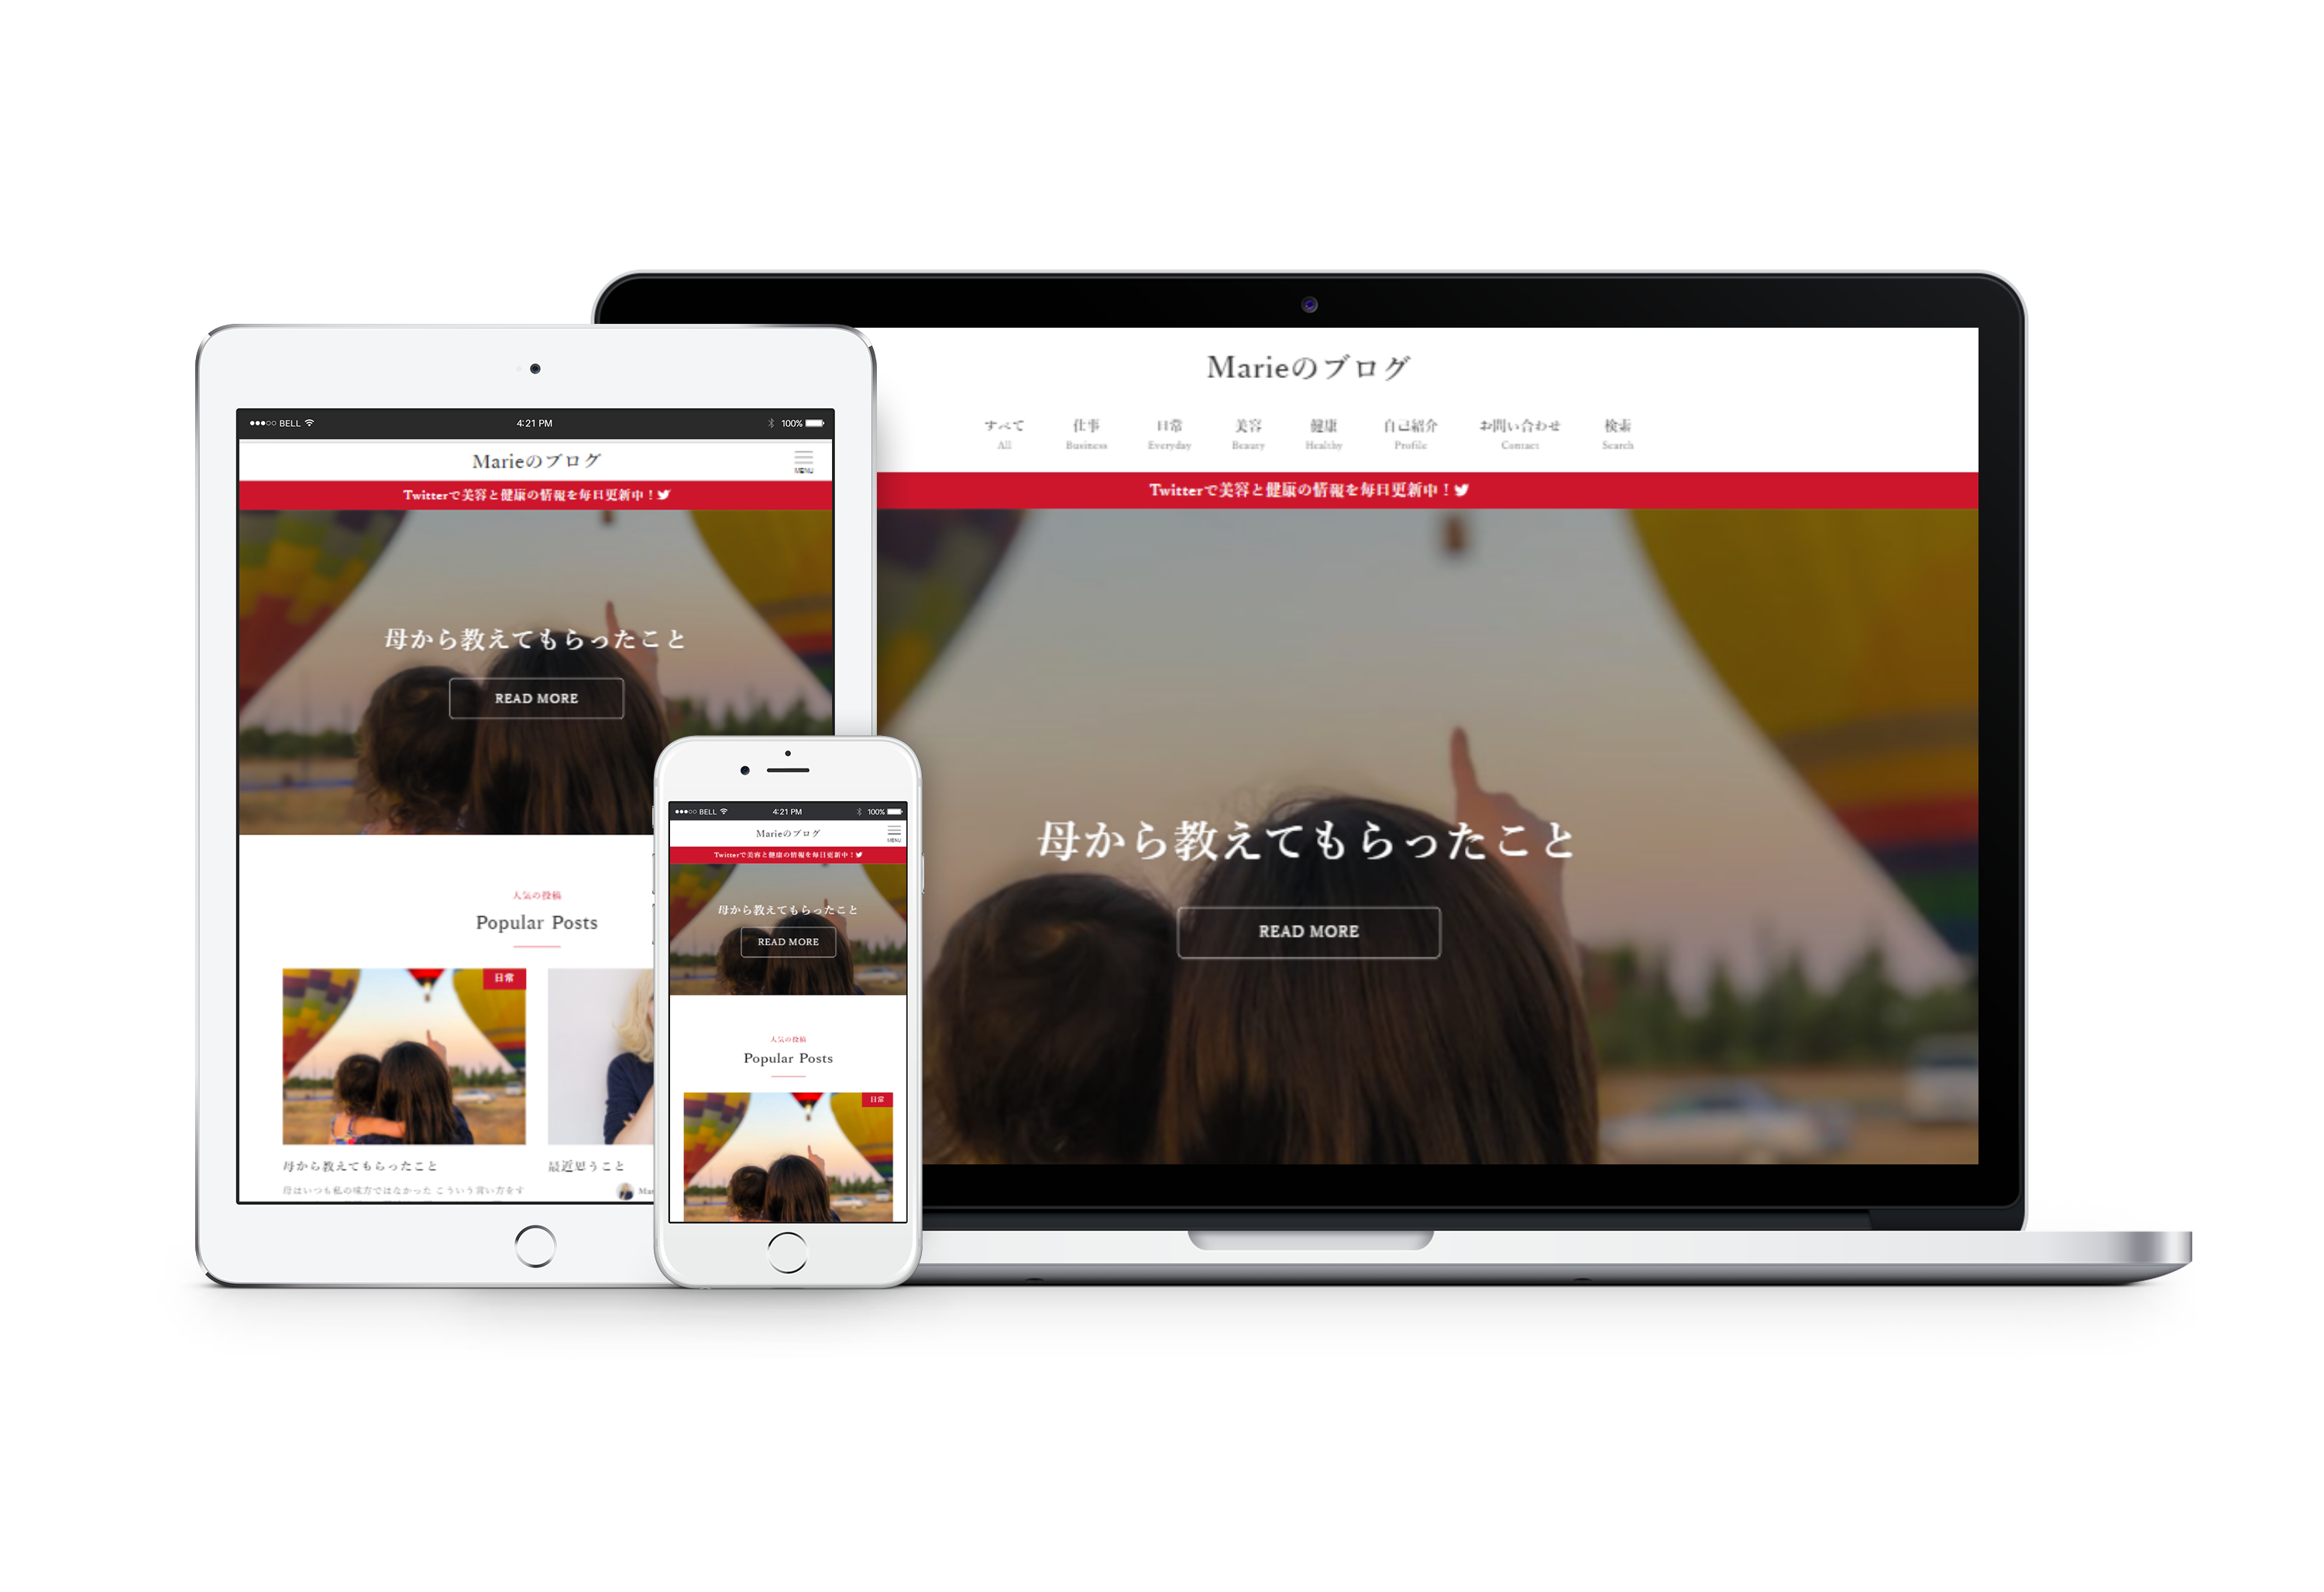 Marieのブログ
すべて 仕事 日常 美容 健康 自己紹介 お問い合わせ 検索
All Business Everyday Beauty Healthy Profile Contact Search
Twitterで美容と健康の情報を毎日更新中！
母から教えてもらったこと
READ MORE
BELL 4:21 PM 100%
Marieのブログ
MENU
Twitterで美容と健康の情報を毎日更新中！
母から教えてもらったこと
READ MORE
人気の投稿
Popular Posts
日常
母から教えてもらったこと
最近思うこと
母はいつも私の味方ではなかった こういう言い方をす
BELL 4:21 PM 100%
Marieのブログ
MENU
Twitterで美容と健康の情報を毎日更新中！
母から教えてもらったこと
READ MORE
人気の投稿
Popular Posts
日常